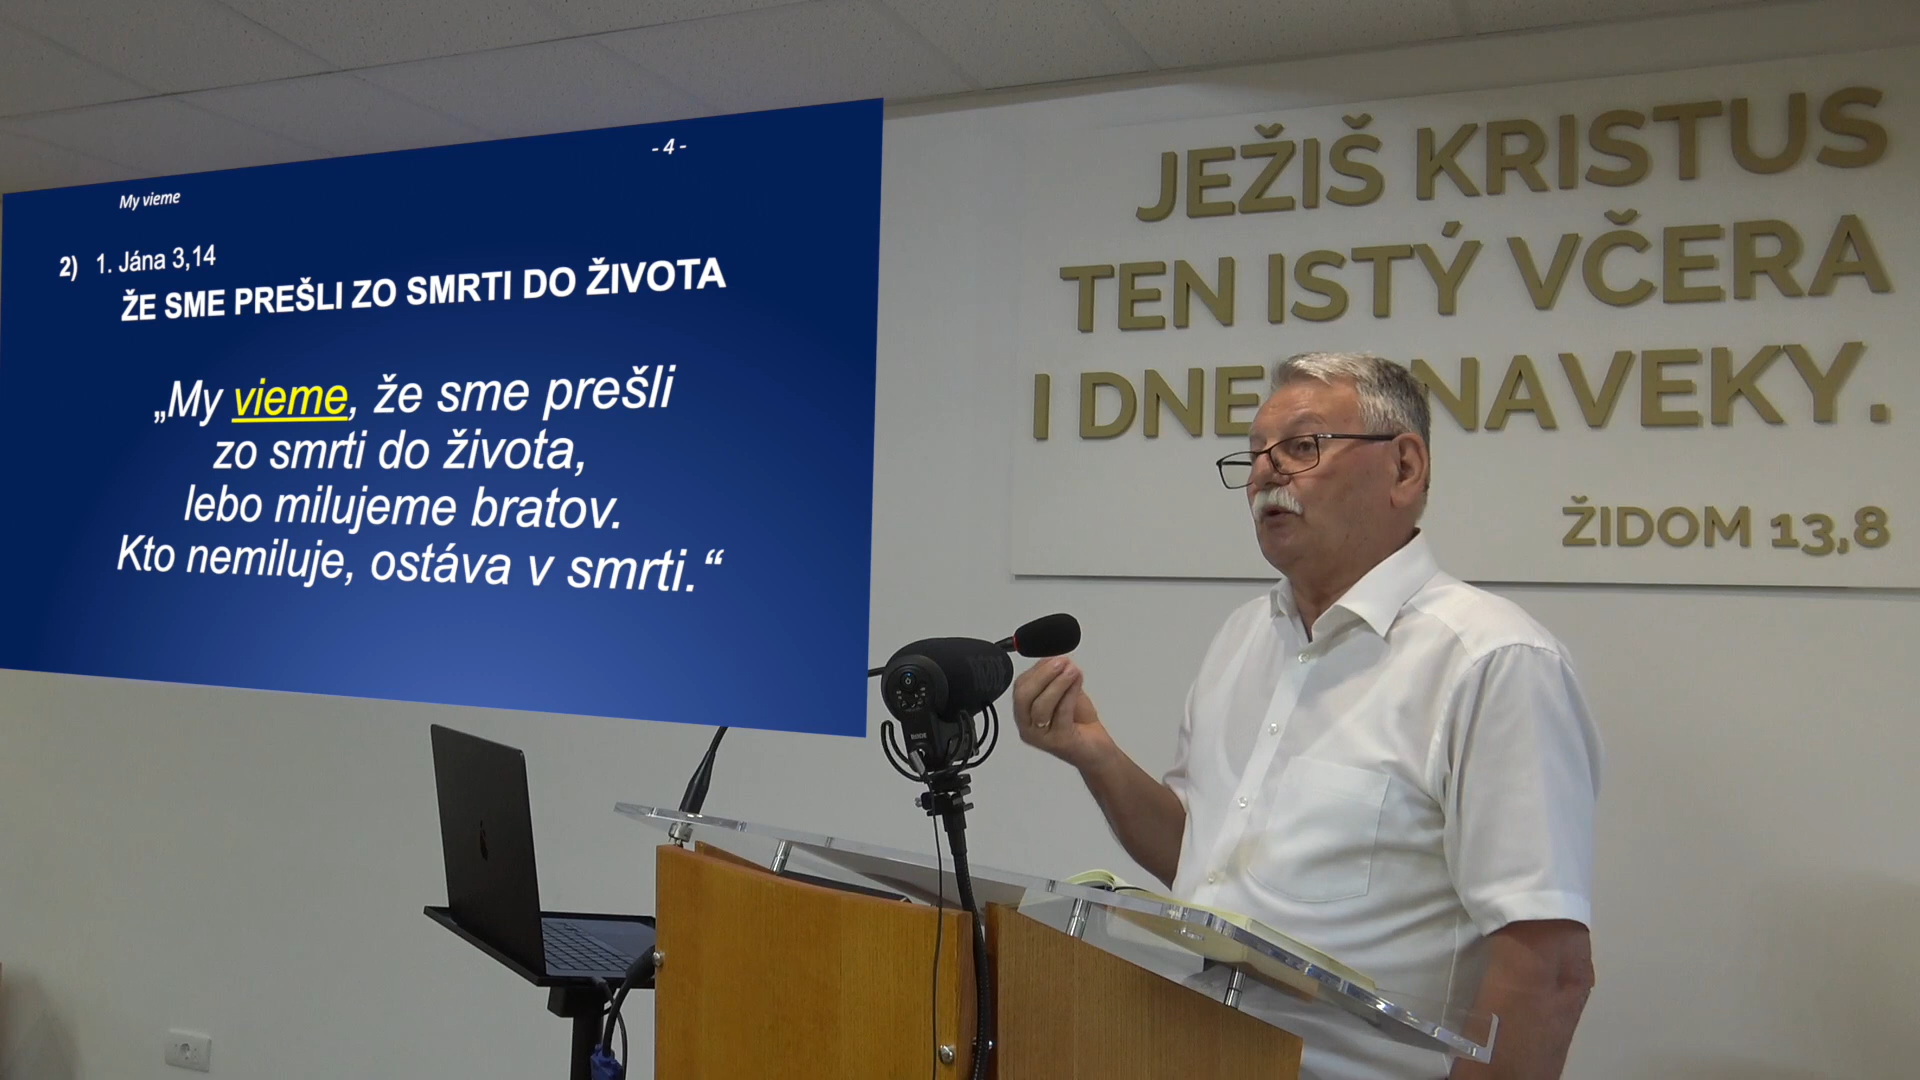 - 4 -
My vieme
2) 1. Jána 3,14
ŽE SME PREŠLI ZO SMRTI DO ŽIVOTA
„My vieme, že sme prešli
zo smrti do života,
lebo milujeme bratov.
Kto nemiluje, ostáva v smrti.“
JEŽIŠ KRISTUS
TEN ISTÝ VČERA
I DNES NAVEKY.
ŽIDOM 13,8